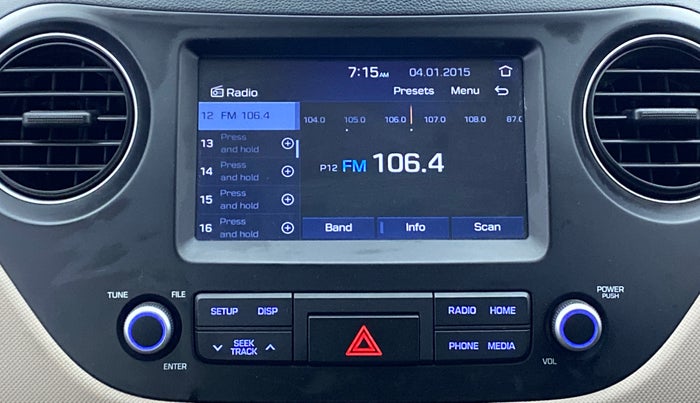 7:15AM 04.01.2015
Radio Presets Menu
12 FM 106.4
104.0 105.0 106.0 107.0 108.0 87.0
13 Press and hold
P12 FM 106.4
14 Press and hold
15 Press and hold
16 Press and hold
Band Info Scan
TUNE FILE
POWER PUSH
SETUP DISP
RADIO HOME
SEEK TRACK
PHONE MEDIA
ENTER
VOL